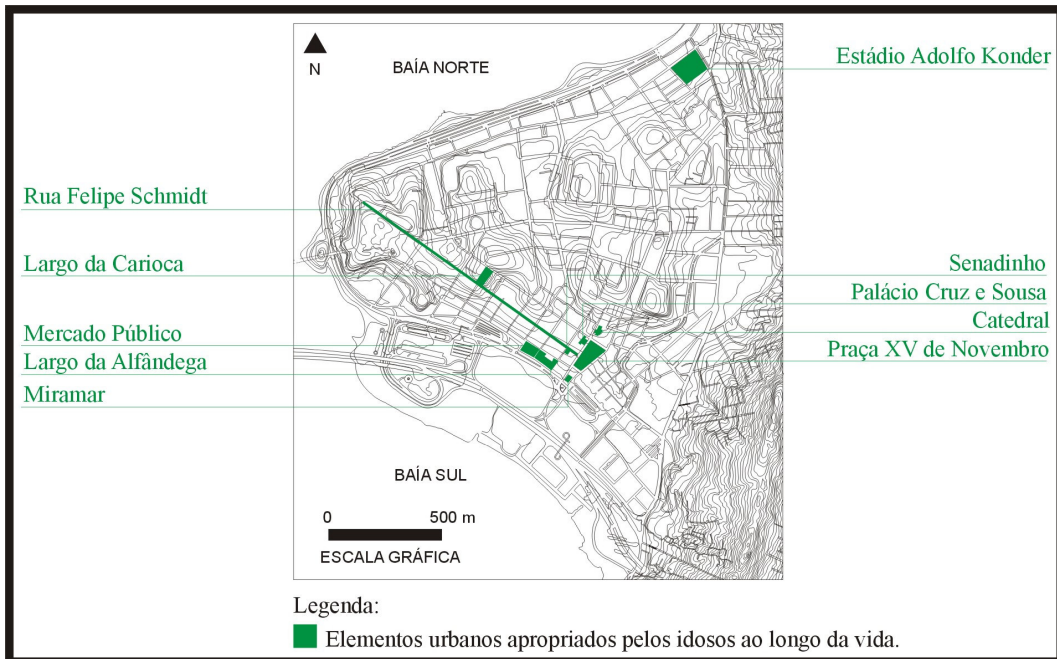 N
BAÍA NORTE
Estádio Adolfo Konder
Rua Felipe Schmidt
Largo da Carioca
Mercado Público
Largo da Alfândega
Miramar
Senadinho
Palácio Cruz e Sousa
Catedral
Praça XV de Novembro
BAÍA SUL
0 500 m
ESCALA GRÁFICA
Legenda:
Elementos urbanos apropriados pelos idosos ao longo da vida.